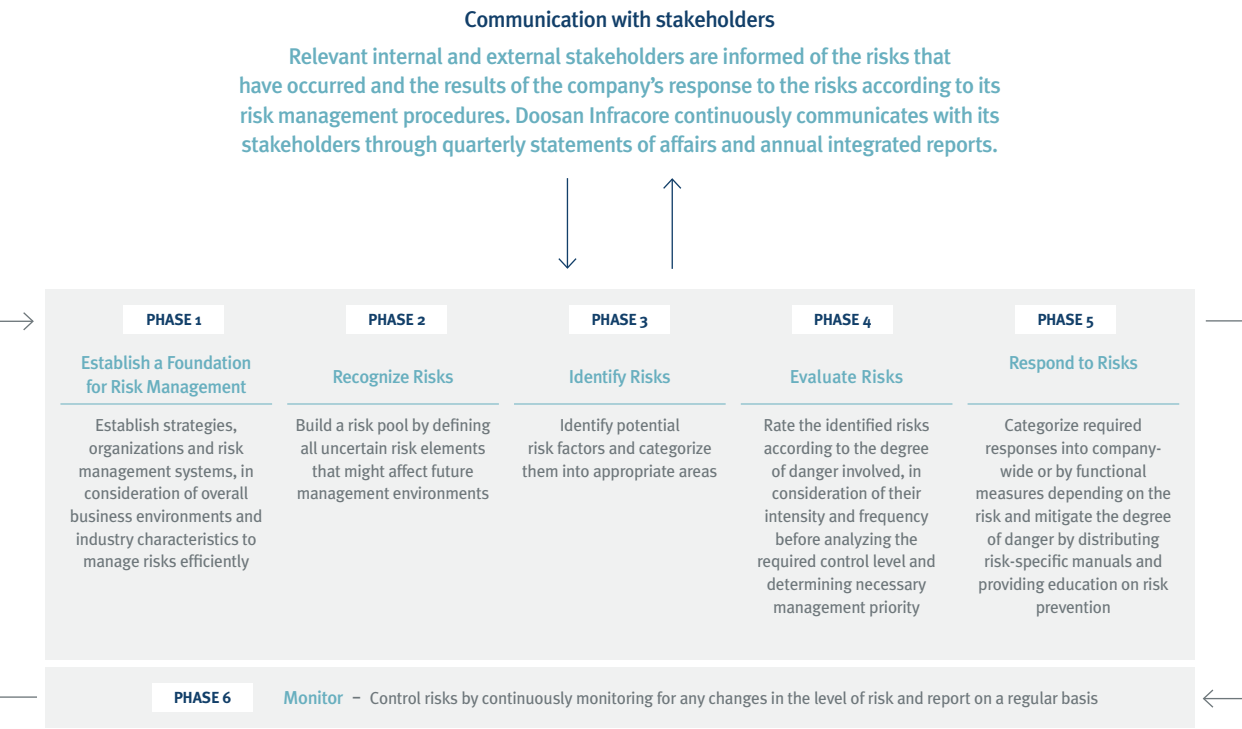 Communication with stakeholders
Relevant internal and external stakeholders are informed of the risks that
have occurred and the results of the company’s response to the risks according to its
risk management procedures. Doosan Infracore continuously communicates with its
stakeholders through quarterly statements of affairs and annual integrated reports.
PHASE 1
Establish a Foundation
for Risk Management
Establish strategies,
organizations and risk
management systems, in
consideration of overall
business environments and
industry characteristics to
manage risks efficiently
PHASE 2
Recognize Risks
Build a risk pool by defining
all uncertain risk elements
that might affect future
management environments
PHASE 3
Identify Risks
Identify potential
risk factors and categorize
them into appropriate areas
PHASE 4
Evaluate Risks
Rate the identified risks
according to the degree
of danger involved, in
consideration of their
intensity and frequency
before analyzing the
required control level and
determining necessary
management priority
PHASE 5
Respond to Risks
Categorize required
responses into company-
wide or by functional
measures depending on the
risk and mitigate the degree
of danger by distributing
risk-specific manuals and
providing education on risk
prevention
PHASE 6 Monitor – Control risks by continuously monitoring for any changes in the level of risk and report on a regular basis